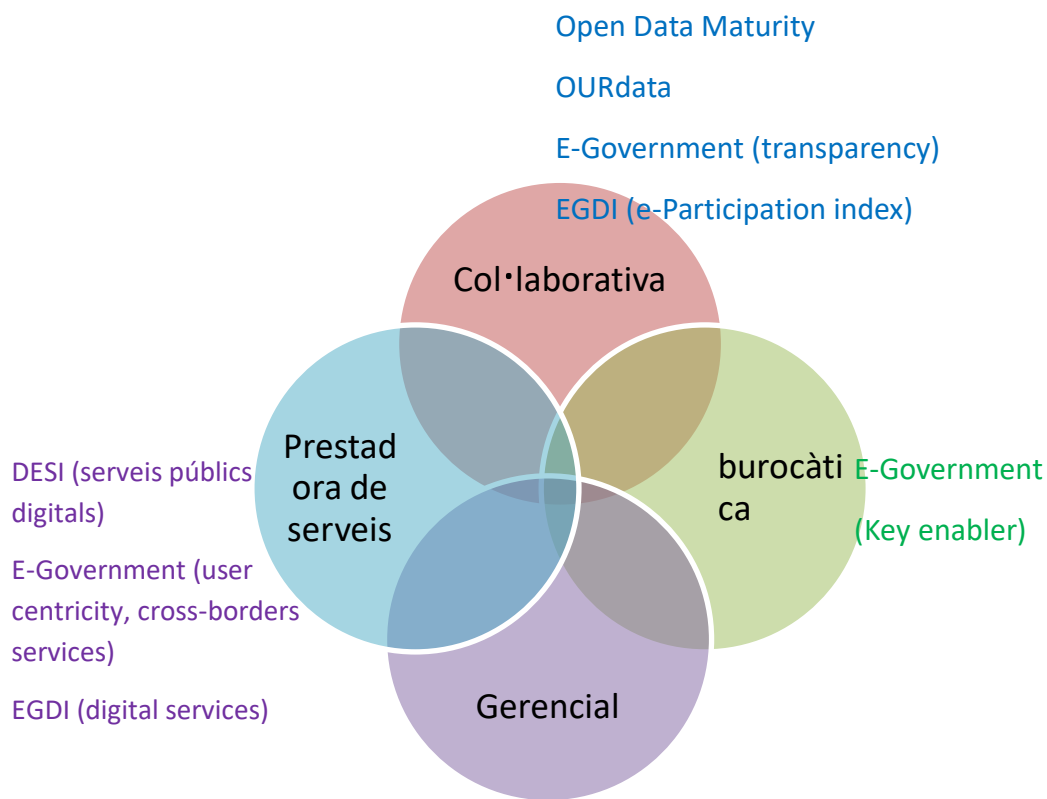 Open Data Maturity
OURdata
E-Government (transparency)
EGDI (e-Participation index)
Col·laborativa
Prestad
ora de
serveis
burocàti
ca
Gerencial
DESI (serveis públics
digitals)
E-Government (user
centricity, cross-borders
services)
EGDI (digital services)
E-Government
(Key enabler)